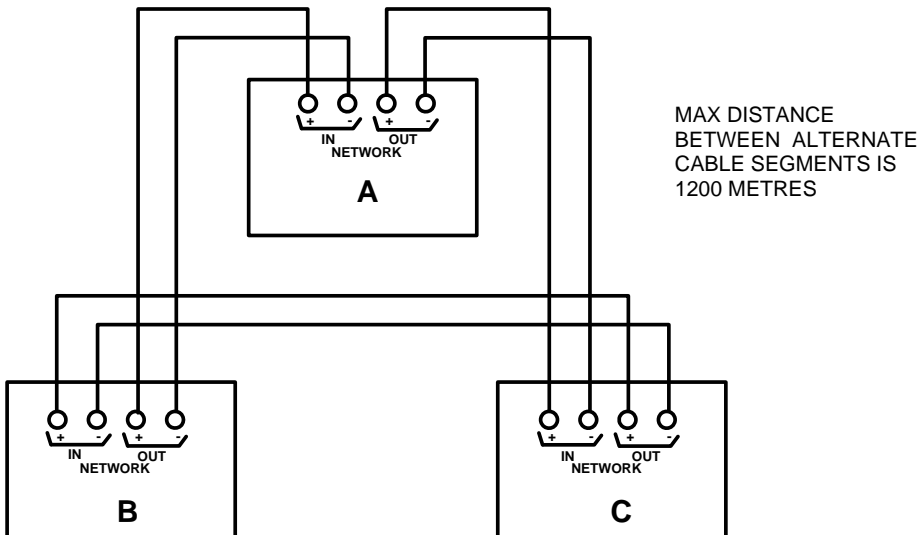 + - + -
IN OUT
NETWORK
A
MAX DISTANCE
BETWEEN ALTERNATE
CABLE SEGMENTS IS
1200 METRES
+ - + -
IN OUT
NETWORK
B
+ - + -
IN OUT
NETWORK
C